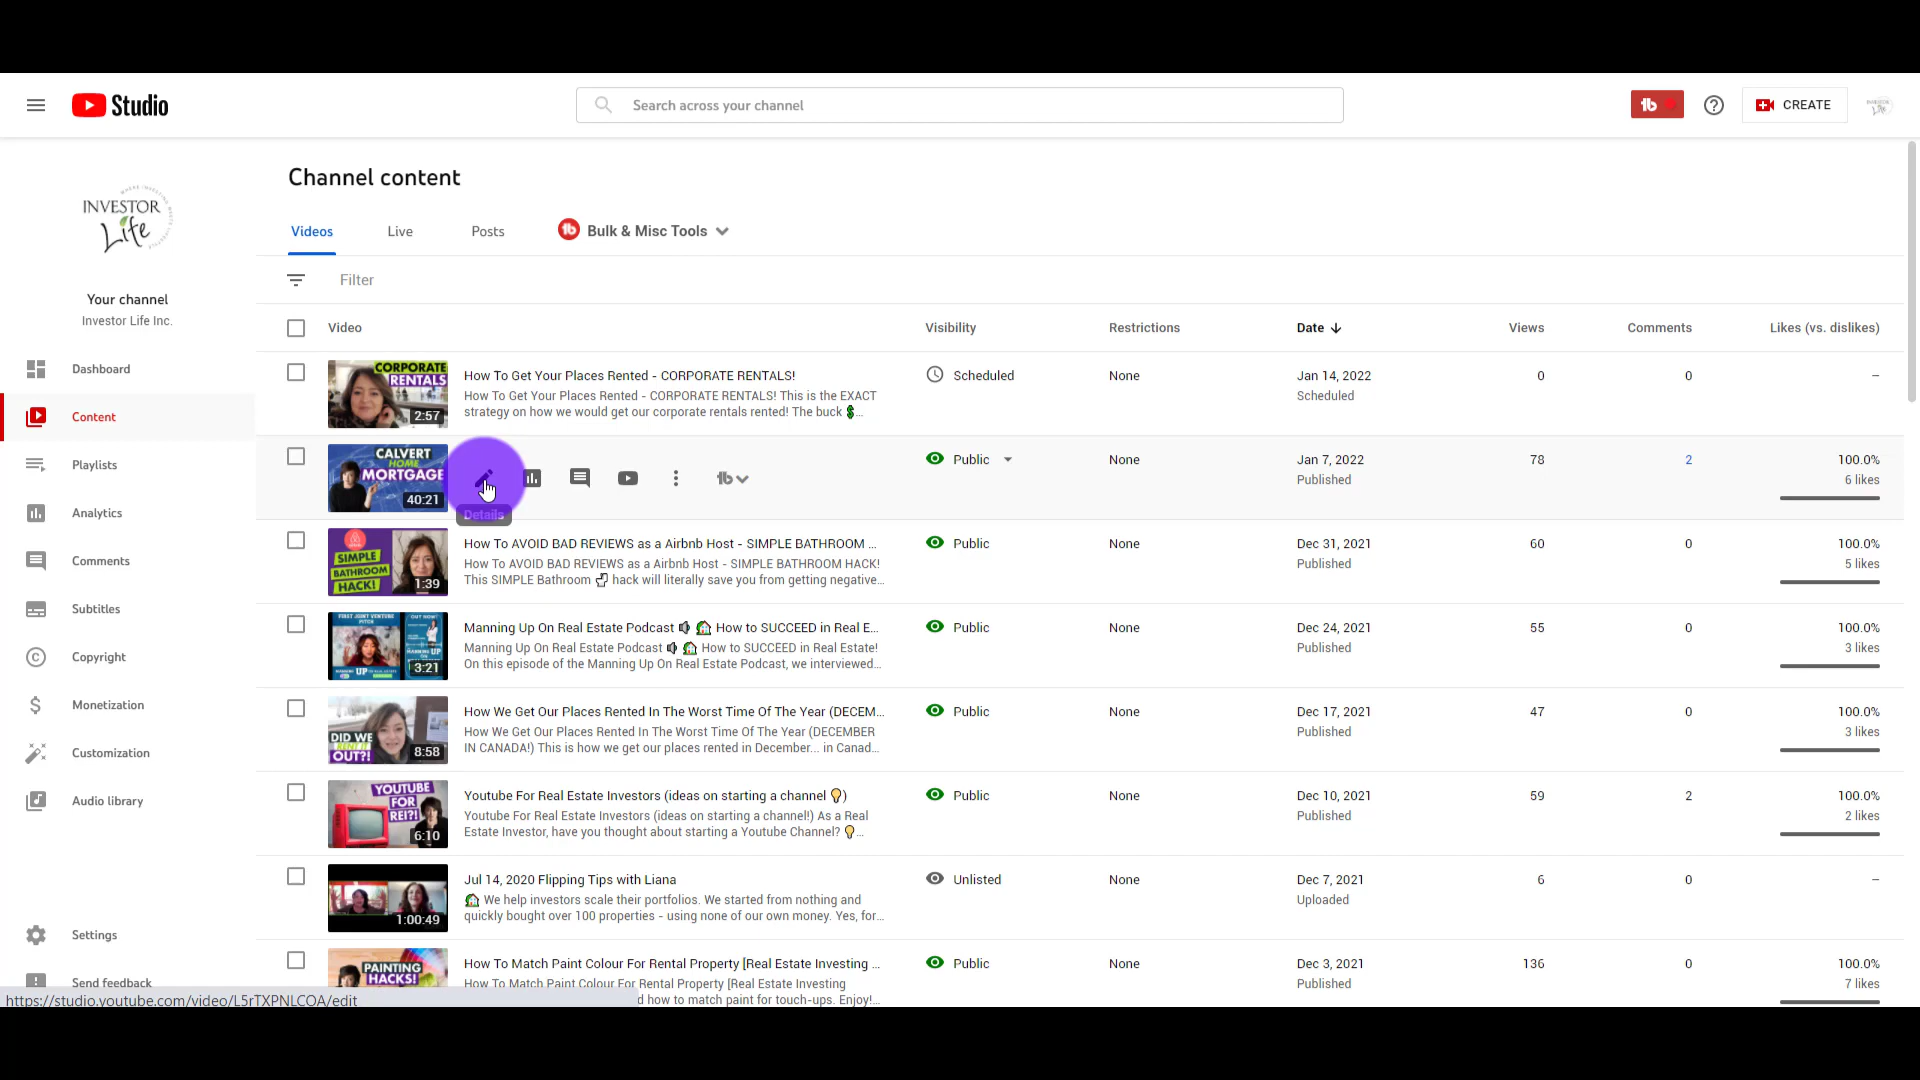 Studio
Search across your channel
CREATE
INVESTOR
Life
Your channel
Investor Life Inc.
Dashboard
Content
Playlists
Analytics
Comments
Subtitles
Copyright
Monetization
Customization
Audio library
Settings
Send feedback
https://studio.youtube.com/video/L5rTXPNLCOA/edit
Channel content
Videos Live Posts Bulk & Misc Tools
Filter
Video Visibility Restrictions Date Views Comments Likes (vs. dislikes)
CORPORATE
RENTALS
2:57
How To Get Your Places Rented - CORPORATE RENTALS!
How To Get Your Places Rented - CORPORATE RENTALS! This is the EXACT
strategy on how we would get our corporate rentals rented! The buck 💲...
Scheduled None Jan 14, 2022 0 0 –
Scheduled
CALVERT
HOME
MORTGAGE
40:21
Details
Public None Jan 7, 2022 78 2 100.0%
Published 6 likes
SIMPLE
BATHROOM
HACK!
1:39
How To AVOID BAD REVIEWS as a Airbnb Host - SIMPLE BATHROOM ...
How To AVOID BAD REVIEWS as a Airbnb Host - SIMPLE BATHROOM HACK!
This SIMPLE Bathroom 🚽 hack will literally save you from getting negative...
Public None Dec 31, 2021 60 0 100.0%
Published 5 likes
FIRST JOINT VENTURE
PITCH
OUT NOW!
MANNING
UP
3:21
Manning Up On Real Estate Podcast 🔊 🏠 How to SUCCEED in Real E...
Manning Up On Real Estate Podcast 🔊 🏠 How to SUCCEED in Real Estate!
On this episode of the Manning Up On Real Estate Podcast, we interviewed...
Public None Dec 24, 2021 55 0 100.0%
Published 3 likes
DID WE
RENT IT
OUT?!
8:58
How We Get Our Places Rented In The Worst Time Of The Year (DECEM...
How We Get Our Places Rented In The Worst Time Of The Year (DECEMBER
IN CANADA!) This is how we get our places rented in December... in Canad...
Public None Dec 17, 2021 47 0 100.0%
Published 3 likes
YOUTUBE
FOR
REI?!
6:10
Youtube For Real Estate Investors (ideas on starting a channel 💡)
Youtube For Real Estate Investors (ideas on starting a channel!) As a Real
Estate Investor, have you thought about starting a Youtube Channel? 💡...
Public None Dec 10, 2021 59 2 100.0%
Published 2 likes
1:00:49
Jul 14, 2020 Flipping Tips with Liana
🏠 We help investors scale their portfolios. We started from nothing and
quickly bought over 100 properties - using none of our own money. Yes, for...
Unlisted None Dec 7, 2021 6 0 –
Uploaded
PAINTING
HACKS!
How To Match Paint Colour For Rental Property [Real Estate Investing ...
How To Match Paint Colour For Rental Property [Real Estate Investing
d how to match paint for touch-ups. Enjoy!...
Public None Dec 3, 2021 136 0 100.0%
Published 7 likes